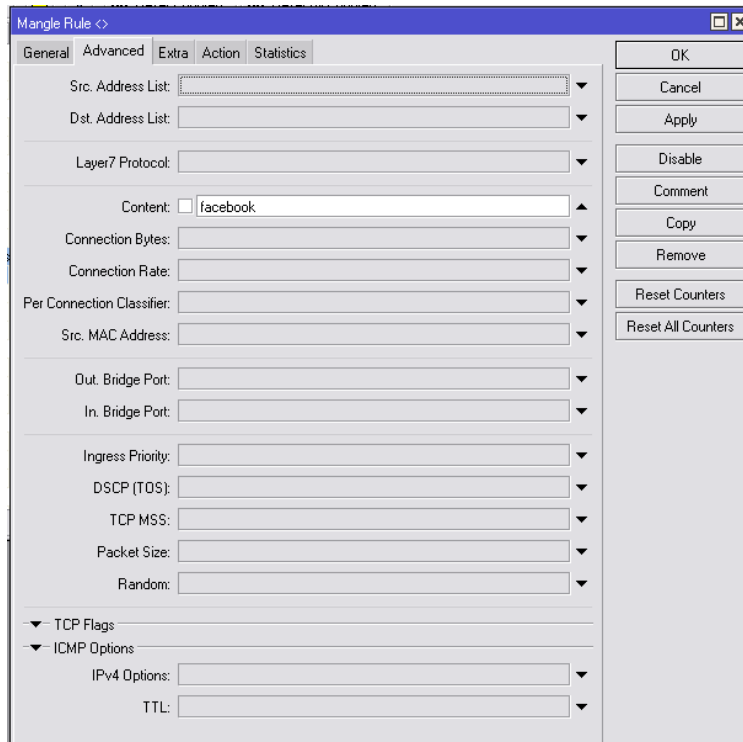 Mangle Rule <>
General Advanced Extra Action Statistics
OK
Src. Address List:
Cancel
Dst. Address List:
Apply
Layer7 Protocol:
Disable
Comment
Content: facebook
Copy
Connection Bytes:
Remove
Connection Rate:
Reset Counters
Per Connection Classifier:
Reset All Counters
Src. MAC Address:
Out. Bridge Port:
In. Bridge Port:
Ingress Priority:
DSCP (TOS):
TCP MSS:
Packet Size:
Random:
TCP Flags
ICMP Options
IPv4 Options:
TTL: